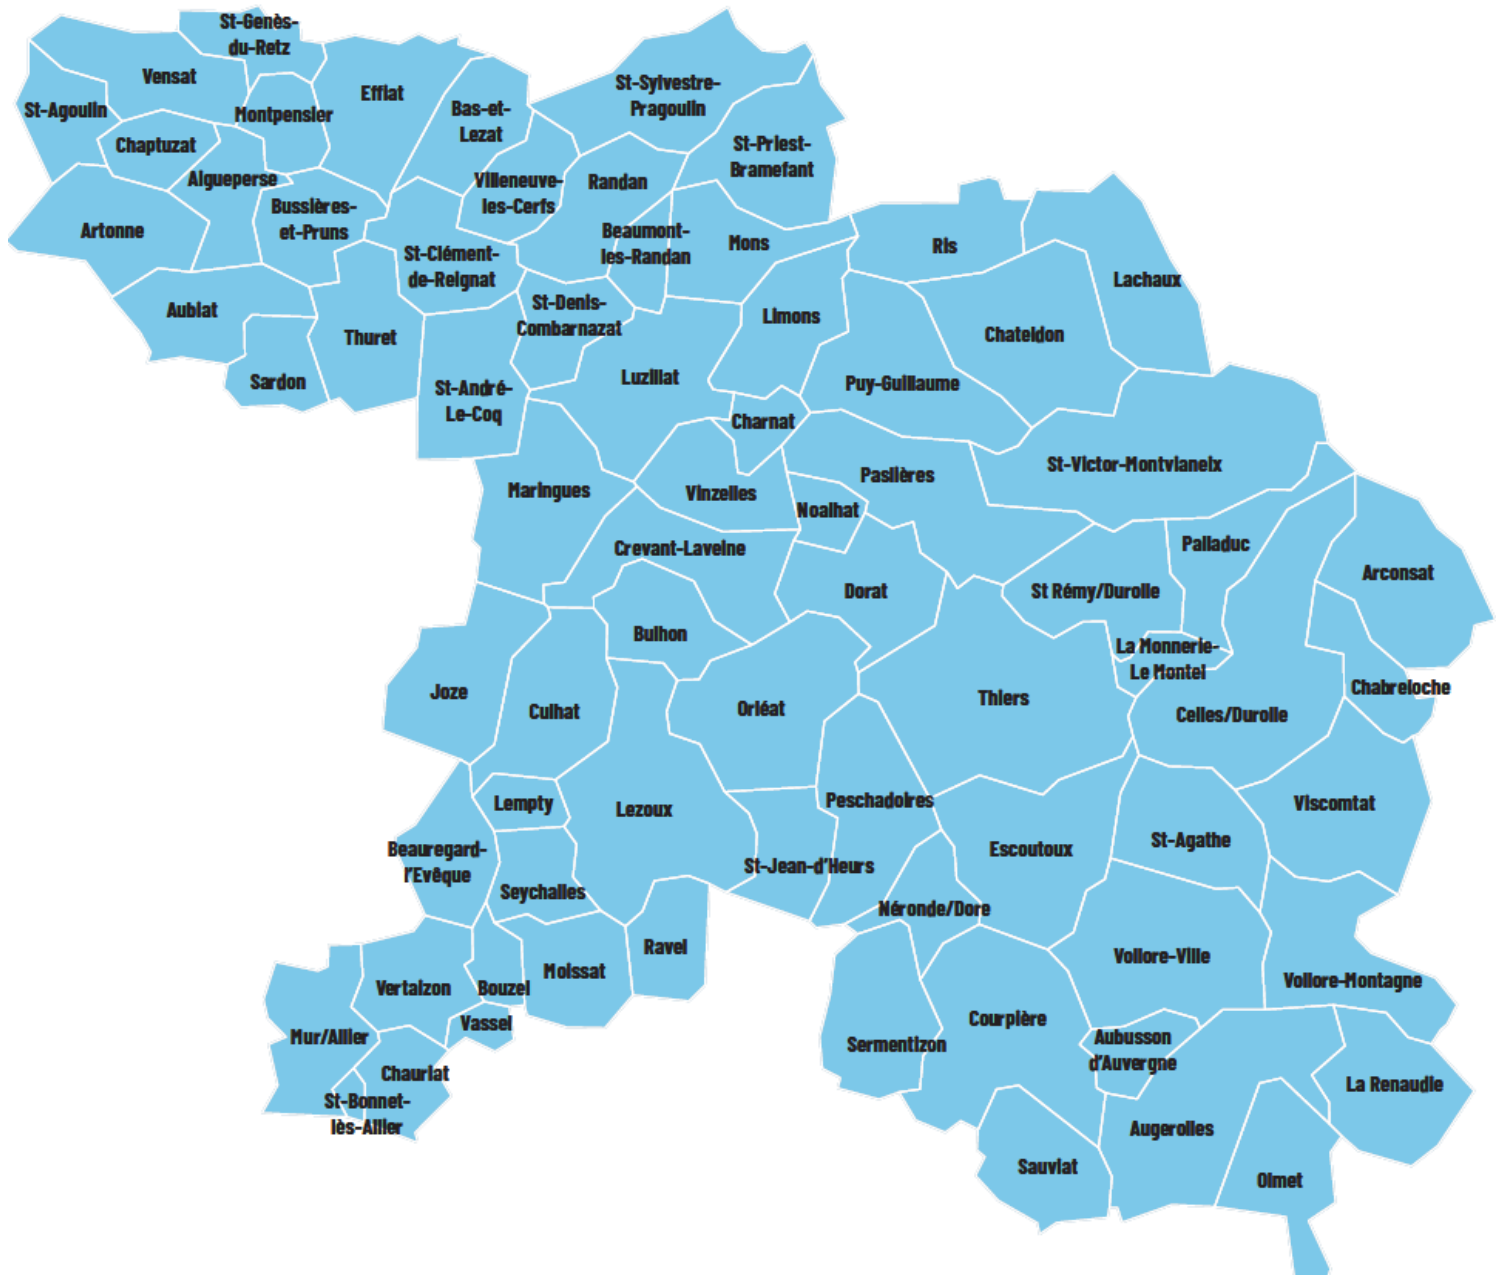 St-Genès-
du-Retz
Vensat
Effiat
St-Agoulin
Montpensier
Bas-et-
Lezat
St-Sylvestre-
Pragoulin
Chaptuzat
St-Priest-
Bramefant
Aigueperse
Villeneuve-
les-Cerfs
Randan
Artonne
Bussières-
et-Pruns
St-Clément-
de-Reignat
Beaumont-
les-Randan
Mons
Ris
Lachaux
Aubiat
Thuret
St-Denis-
Combarnazat
Limons
Chateldon
Sardon
St-André-
Le-Coq
Luzillat
Puy-Guillaume
Charnat
St-Victor-Montvianeix
Maringues
Vinzelles
Paslières
Noalhat
Crevant-Laveine
Palladuc
Arconsat
Dorat
St Rémy/Durolle
Bulhon
La Monnerie-
Le Montel
Joze
Culhat
Orléat
Thiers
Chabreloche
Celles/Durolle
Lempty
Lezoux
Peschadoires
Viscomtat
Beauregard-
l'Evêque
Seychalles
St-Jean-d'Heurs
Escoutoux
St-Agathe
Néronde/Dore
Ravel
Moissat
Vertaizon
Bouzel
Vollore-Ville
Vollore-Montagne
Vassel
Mur/Allier
Courpière
Sermentizon
Aubusson
d'Auvergne
Chauriat
St-Bonnet-
lès-Allier
La Renaudie
Augerolles
Sauviat
Olmet